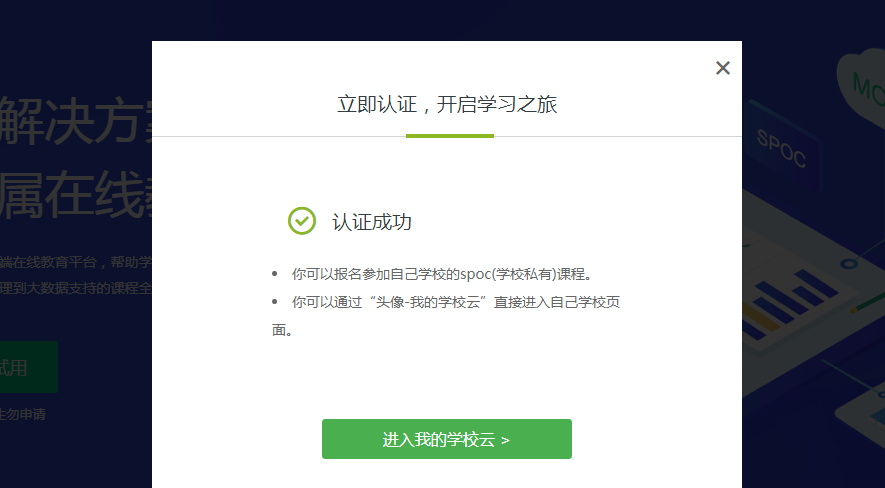 立即认证，开启学习之旅
解决方案
属在线教
MO
SPOC
认证成功
端在线教育平台，帮助学
理到大数据支持的课程全
• 你可以报名参加自己学校的spoc(学校私有)课程。
• 你可以通过“头像-我的学校云”直接进入自己学校页
面。
试用
生勿申请
进入我的学校云 >